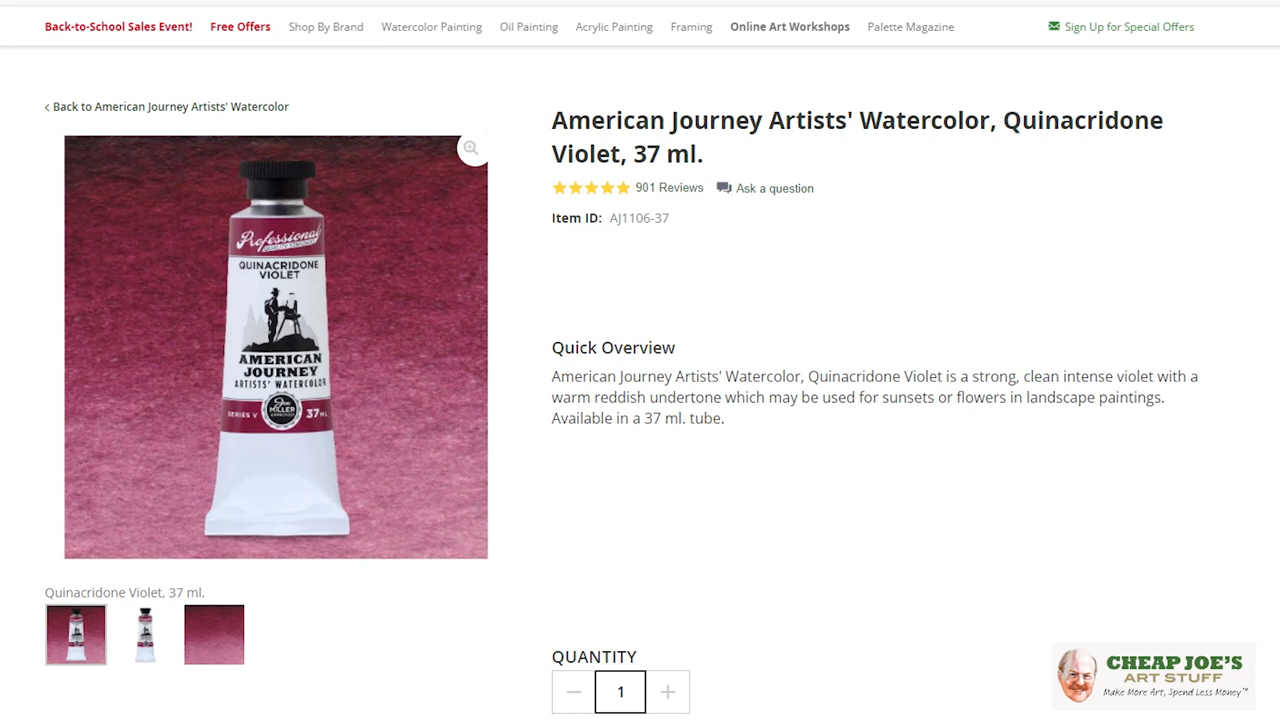 Back-to-School Sales Event! Free Offers Shop By Brand Watercolor Painting Oil Painting Acrylic Painting Framing Online Art Workshops Palette Magazine Sign Up for Special Offers
< Back to American Journey Artists' Watercolor
American Journey Artists' Watercolor, Quinacridone
Violet, 37 ml.
901 Reviews Ask a question
Item ID: AJ1106-37
Professional
QUINACRIDONE
VIOLET
AMERICAN
JOURNEY
ARTISTS' WATERCOLOR
SERIES V
Joe
MILLER
APPROVED
37ML
Quick Overview
American Journey Artists' Watercolor, Quinacridone Violet is a strong, clean intense violet with a
warm reddish undertone which may be used for sunsets or flowers in landscape paintings.
Available in a 37 ml. tube.
Quinacridone Violet, 37 ml.
QUANTITY
− 1 +
CHEAP JOE'S
ART STUFF
Make More Art, Spend Less Money™